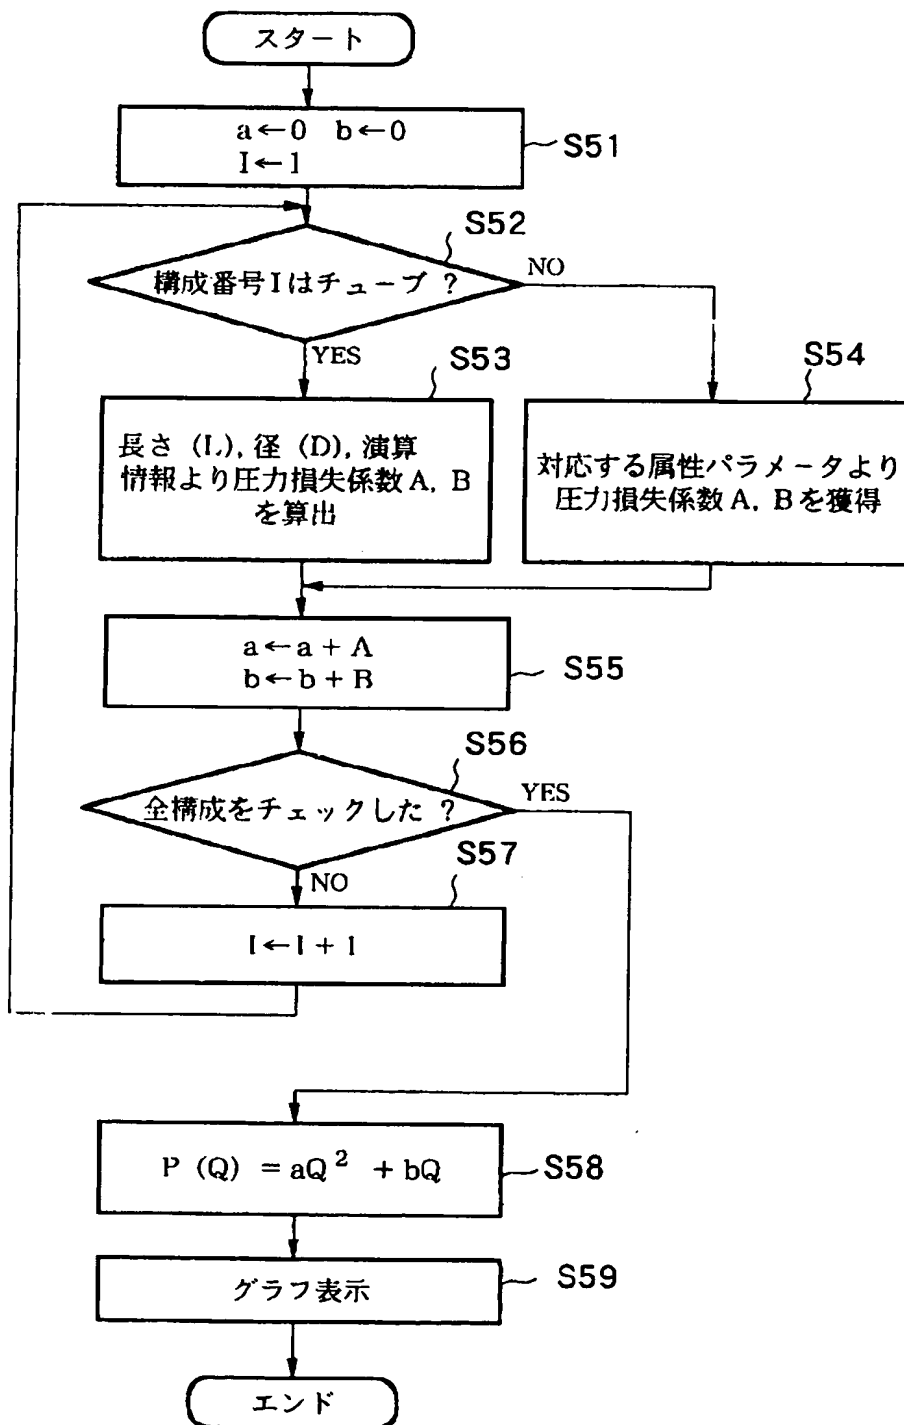 スタート
a←0 b←0
I←1
S51
S52
構成番号Iはチューブ ?
NO
YES
S53
長さ (L), 径 (D), 演算
情報より圧力損失係数A, B
を算出
S54
対応する属性パラメータより
圧力損失係数A, Bを獲得
a←a + A
b←b + B
S55
S56
全構成をチェックした ?
YES
NO
S57
I←I + 1
P (Q) = aQ² + bQ
S58
グラフ表示
S59
エンド